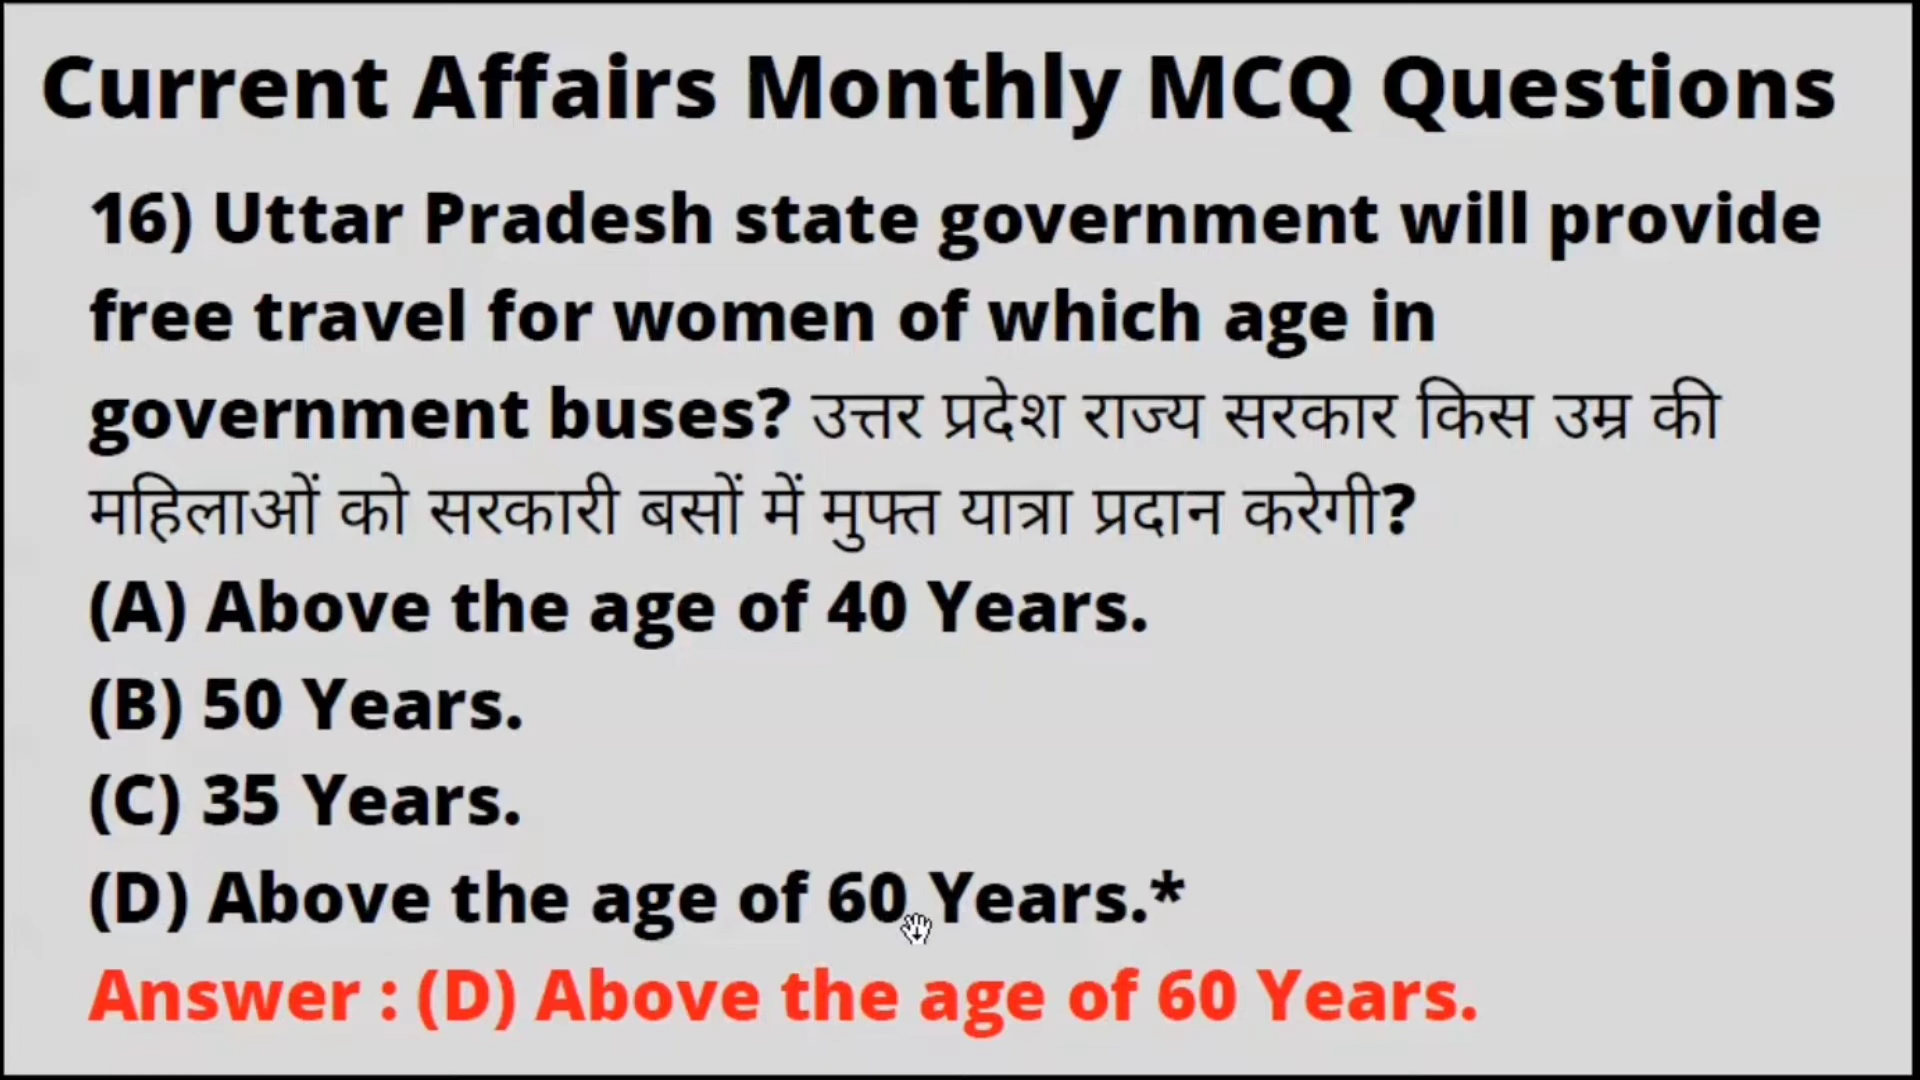 Current Affairs Monthly MCQ Questions
16) Uttar Pradesh state government will provide
free travel for women of which age in
government buses? उत्तर प्रदेश राज्य सरकार किस उम्र की
महिलाओं को सरकारी बसों में मुफ्त यात्रा प्रदान करेगी?
(A) Above the age of 40 Years.
(B) 50 Years.
(C) 35 Years.
(D) Above the age of 60 Years.*
Answer : (D) Above the age of 60 Years.